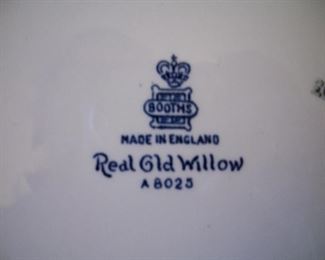 BOOTHS
MADE IN ENGLAND
Real Old Willow
A 8025